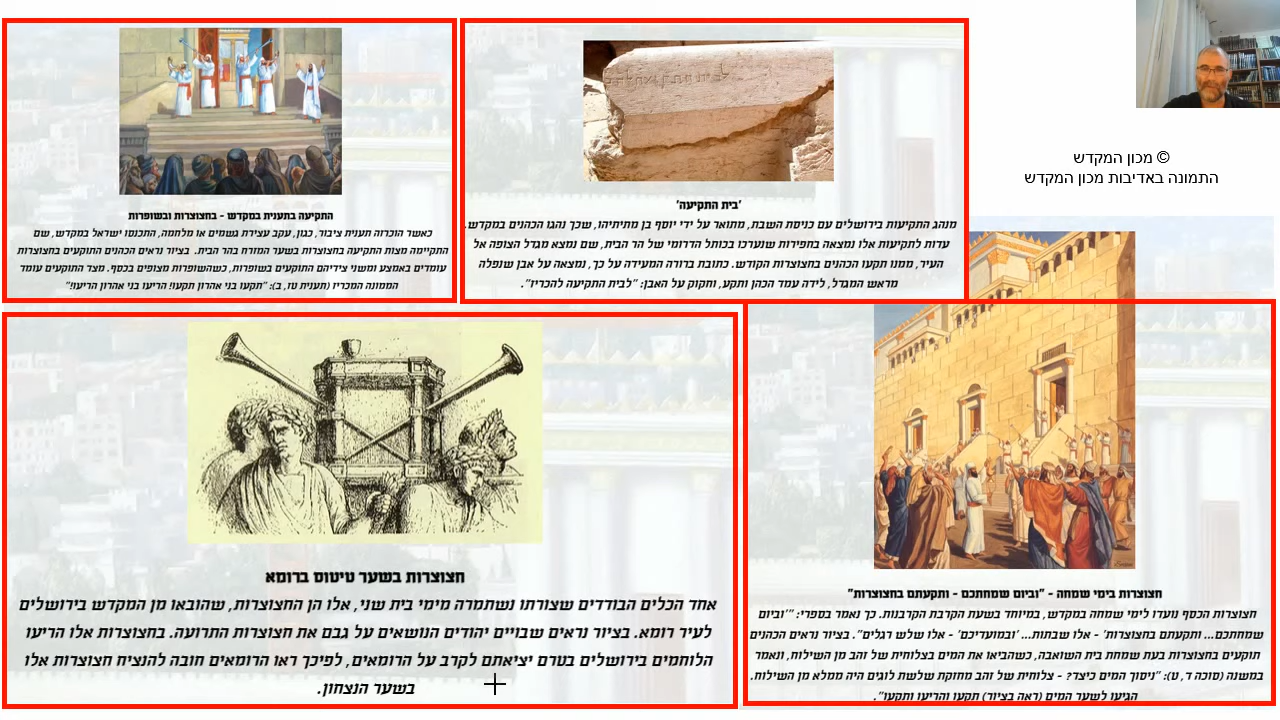 התקיעה בתענית במקדש - בחצוצרות ובשופרות
כאשר הוכרזה תענית ציבור, כגון, עקב עצירת גשמים או מלחמה, התכנסו ישראל במקדש, שם
התקיימה מצות התקיעה בחצוצרות בשער המזרח בהר הבית. בציור נראים הכהנים התוקעים בחצוצרות
עומדים באמצע ומשני צידיהם התוקעים בשופרות, כשהשופרות מצופים בכסף. מצד התוקעים עומד
הממונה המכריז (תענית טז, ב): "תקעו בני אהרון תקעו! הריעו בני אהרון הריעו!"
'בית התקיעה'
מנהג התקיעות בירושלים עם כניסת השבת, מתואר על ידי יוסף בן מתיתיהו, שכך נהגו הכהנים במקדש.
עדות לתקיעות אלו נמצאה בחפירות שנערכו בכותל הדרומי של הר הבית, שם נמצא מגדל הצופה אל
העיר, ממנו תקעו הכהנים בחצוצרות הקודש. כתובת ברורה המעידה על כך, נמצאה על אבן שנפלה
מראש המגדל, לידה עמד הכהן ותקע, וחקוק על האבן: "לבית התקיעה להכריז".
© מכון המקדש
התמונה באדיבות מכון המקדש
חצוצרות בשער טיטוס ברומא
אחד הכלים הבודדים שצורתו נשתמרה מימי בית שני, אלו הן החצוצרות, שהובאו מן המקדש בירושלים
לעיר רומא. בציור נראים שבויים יהודים הנושאים על גבם את חצוצרות התרועה. בחצוצרות אלו הריעו
הלוחמים בירושלים בטרם יציאתם לקרב על הרומאים, לפיכך ראו הרומאים חובה להנציח חצוצרות אלו
בשער הנצחון.
חצוצרות בימי שמחה - "וביום שמחתכם - ותקעתם בחצוצרות"
חצוצרות הכסף נועדו לימי שמחה במקדש, במיוחד בשעת הקרבת הקרבנות. כך נאמר בספרי: "'וביום
שמחתכם... ותקעתם בחצוצרות' - אלו שבתות... 'ובמועדיכם' - אלו שלש רגלים". בציור נראים הכהנים
תוקעים בחצוצרות בעת שמחת בית השואבה, כשהביאו את המים בצלוחית של זהב מן השילוח, ונאמר
במשנה (סוכה ד, ט): "ניסוך המים כיצד? - צלוחית של זהב מחזקת שלשת לוגים היה ממלא מן השילוח.
הגיעו לשער המים (ראה בציור) תקעו והריעו ותקעו".